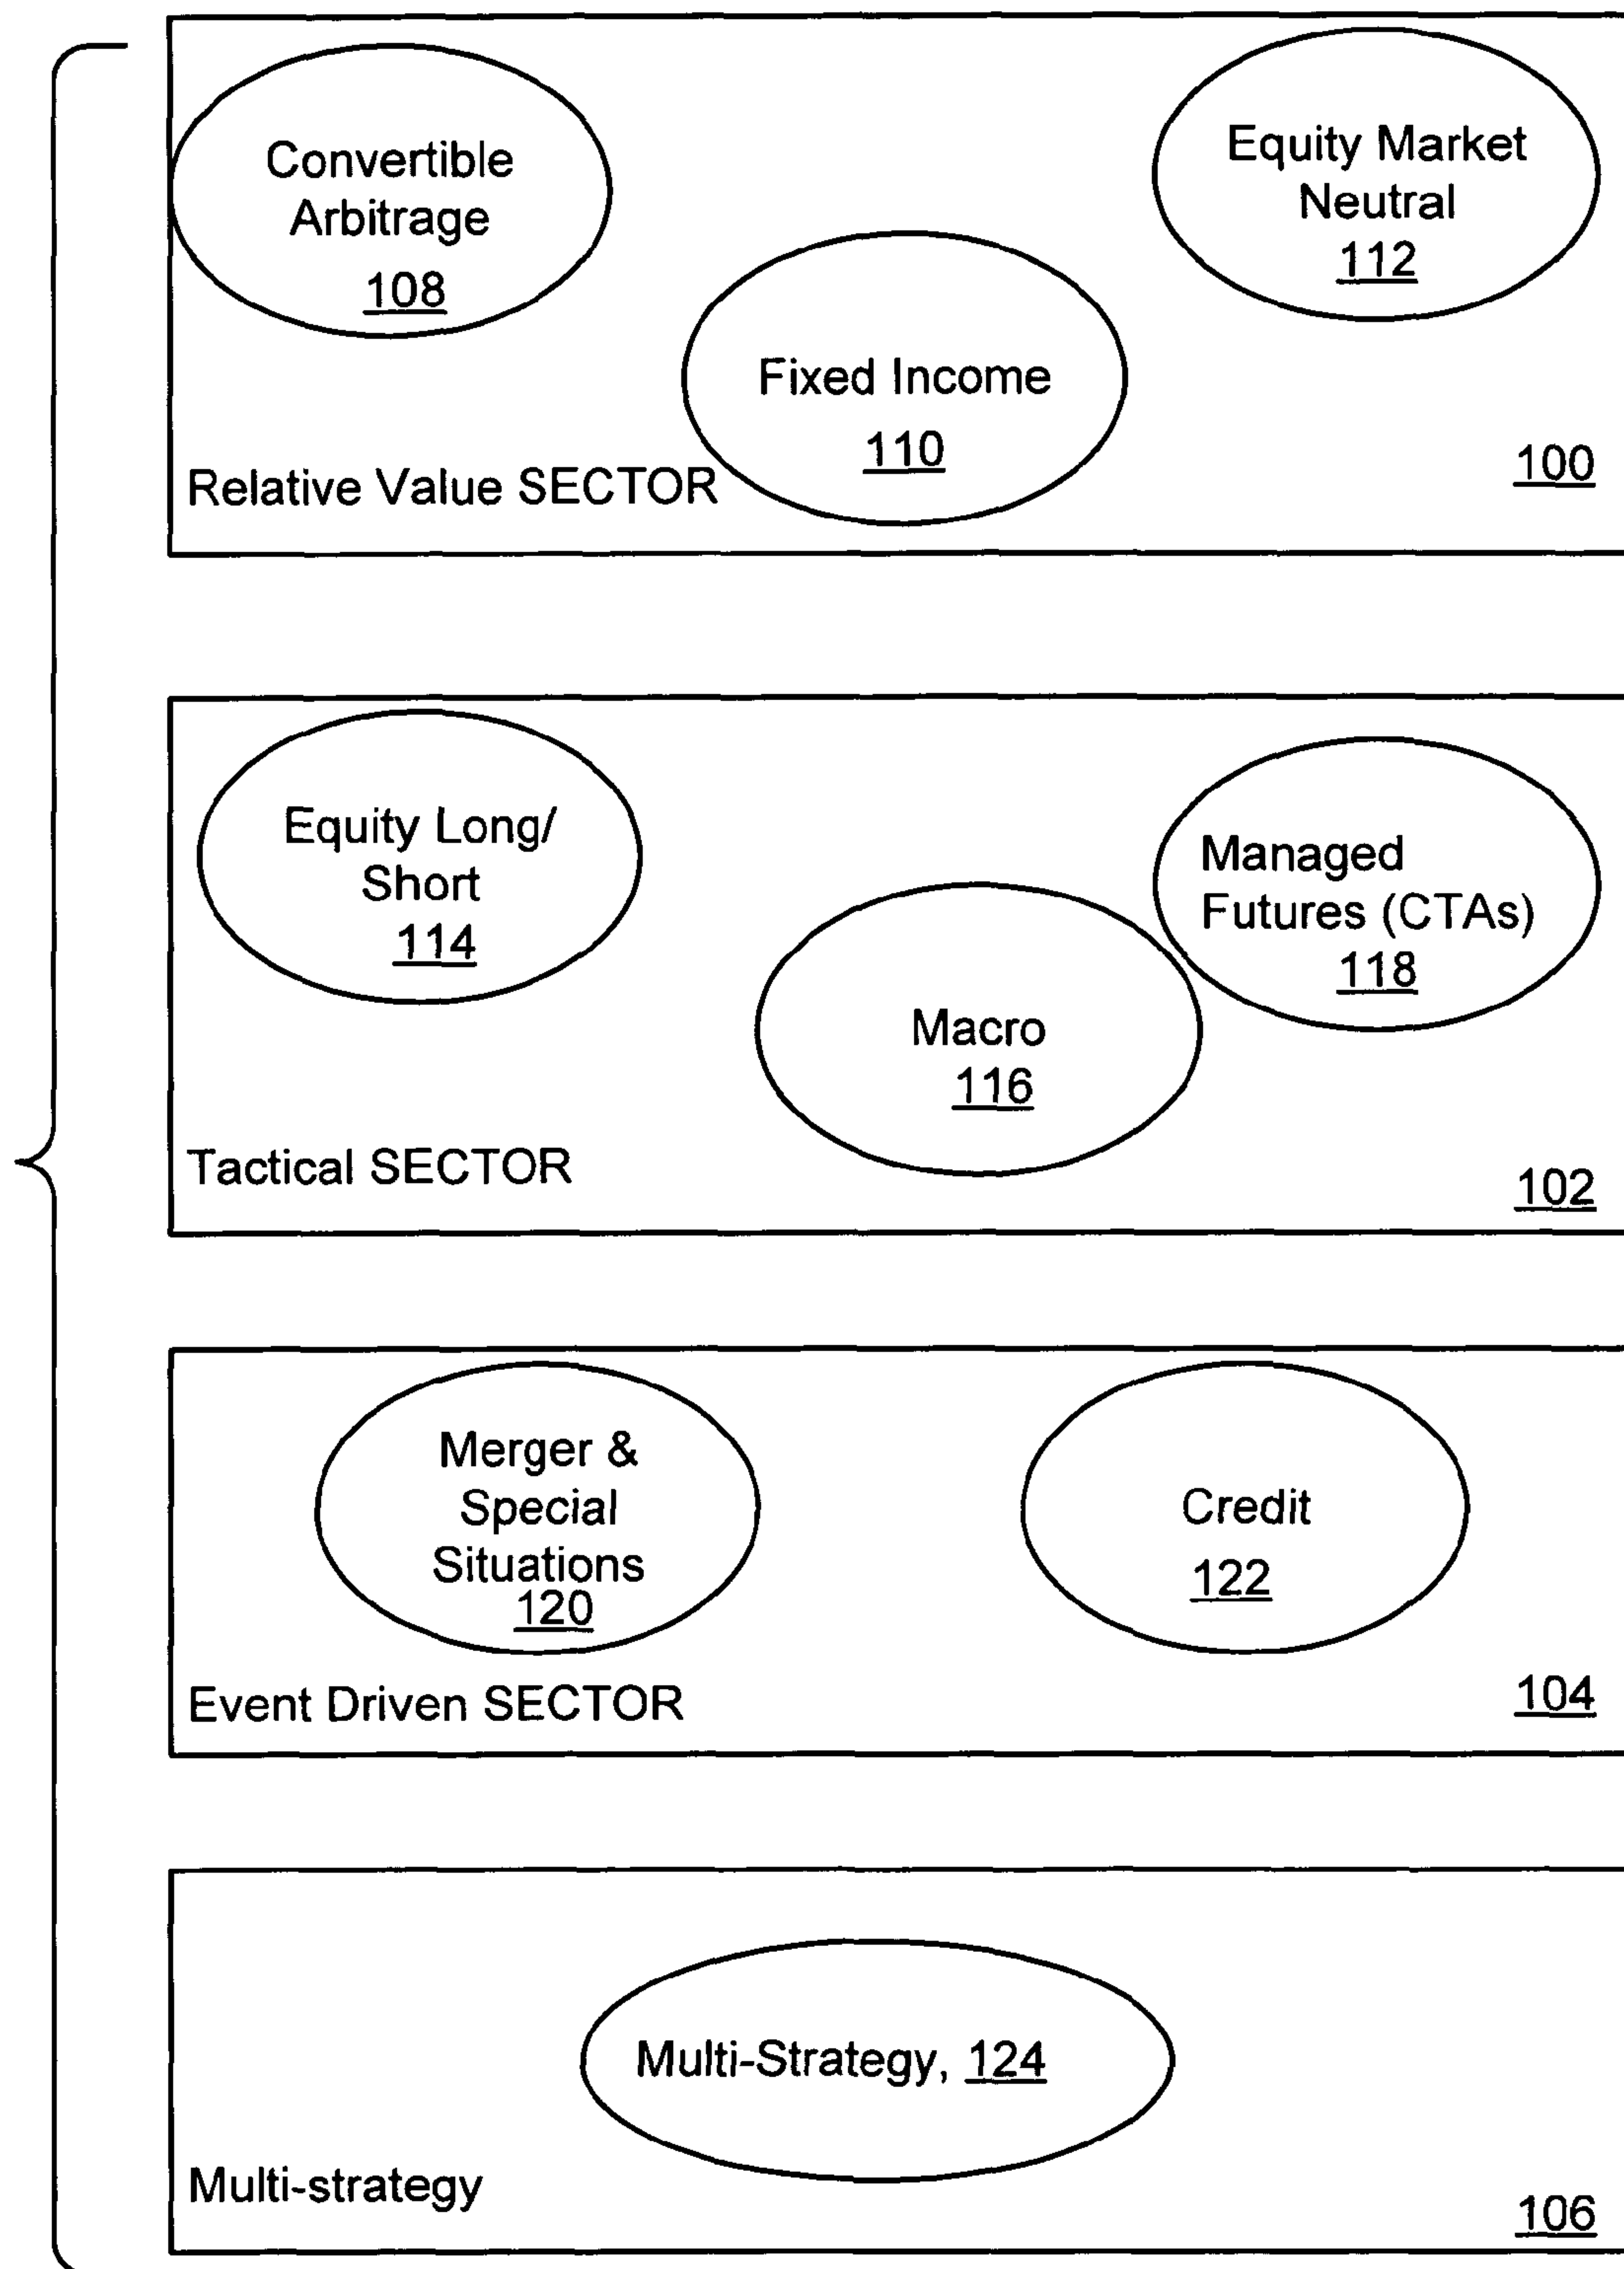 Convertible
Arbitrage
108
Equity Market
Neutral
112
Fixed Income
110
Relative Value SECTOR
100
Equity Long/
Short
114
Managed
Futures (CTAs)
118
Macro
116
Tactical SECTOR
102
Merger &
Special
Situations
120
Credit
122
Event Driven SECTOR
104
Multi-Strategy, 124
Multi-strategy
106